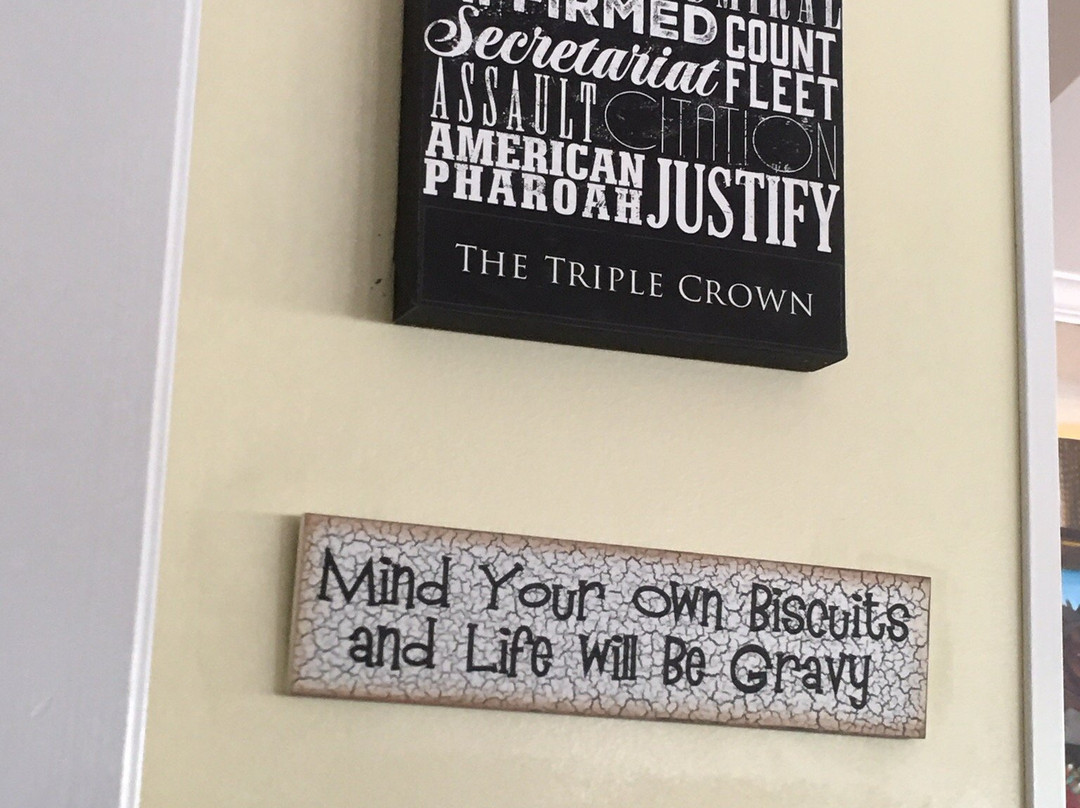 AFFIRMED
COUNT
FLEET
Secretariat
ASSAULT
CITATION
AMERICAN
PHAROAH
JUSTIFY
THE TRIPLE CROWN
Mind Your own Biscuits
and Life will Be Gravy